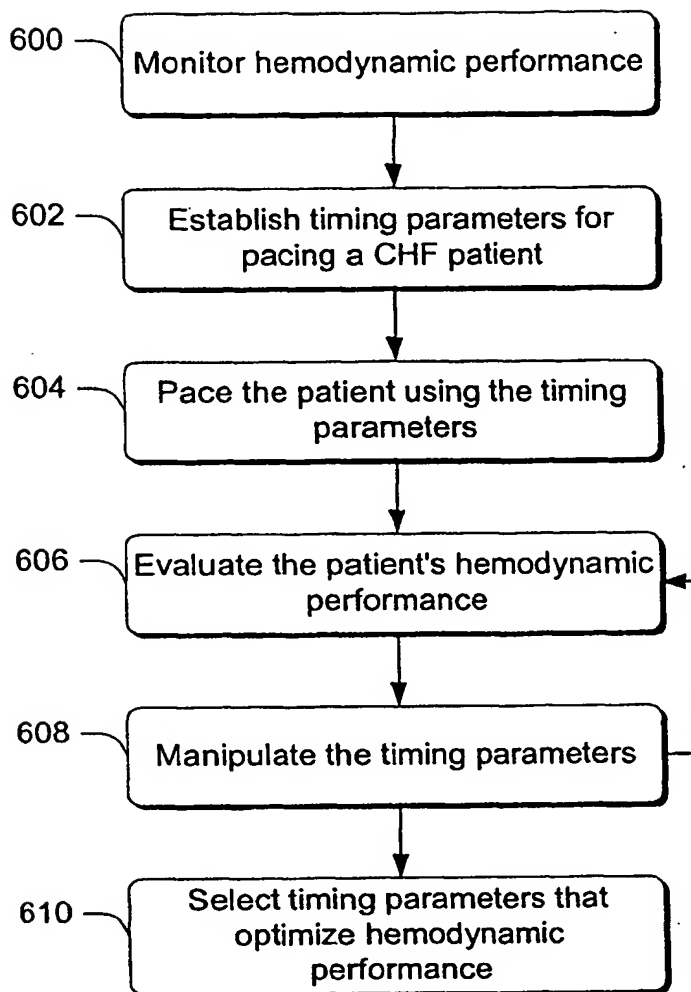 600
Monitor hemodynamic performance
602
Establish timing parameters for
pacing a CHF patient
604
Pace the patient using the timing
parameters
606
Evaluate the patient's hemodynamic
performance
608
Manipulate the timing parameters
610
Select timing parameters that
optimize hemodynamic
performance